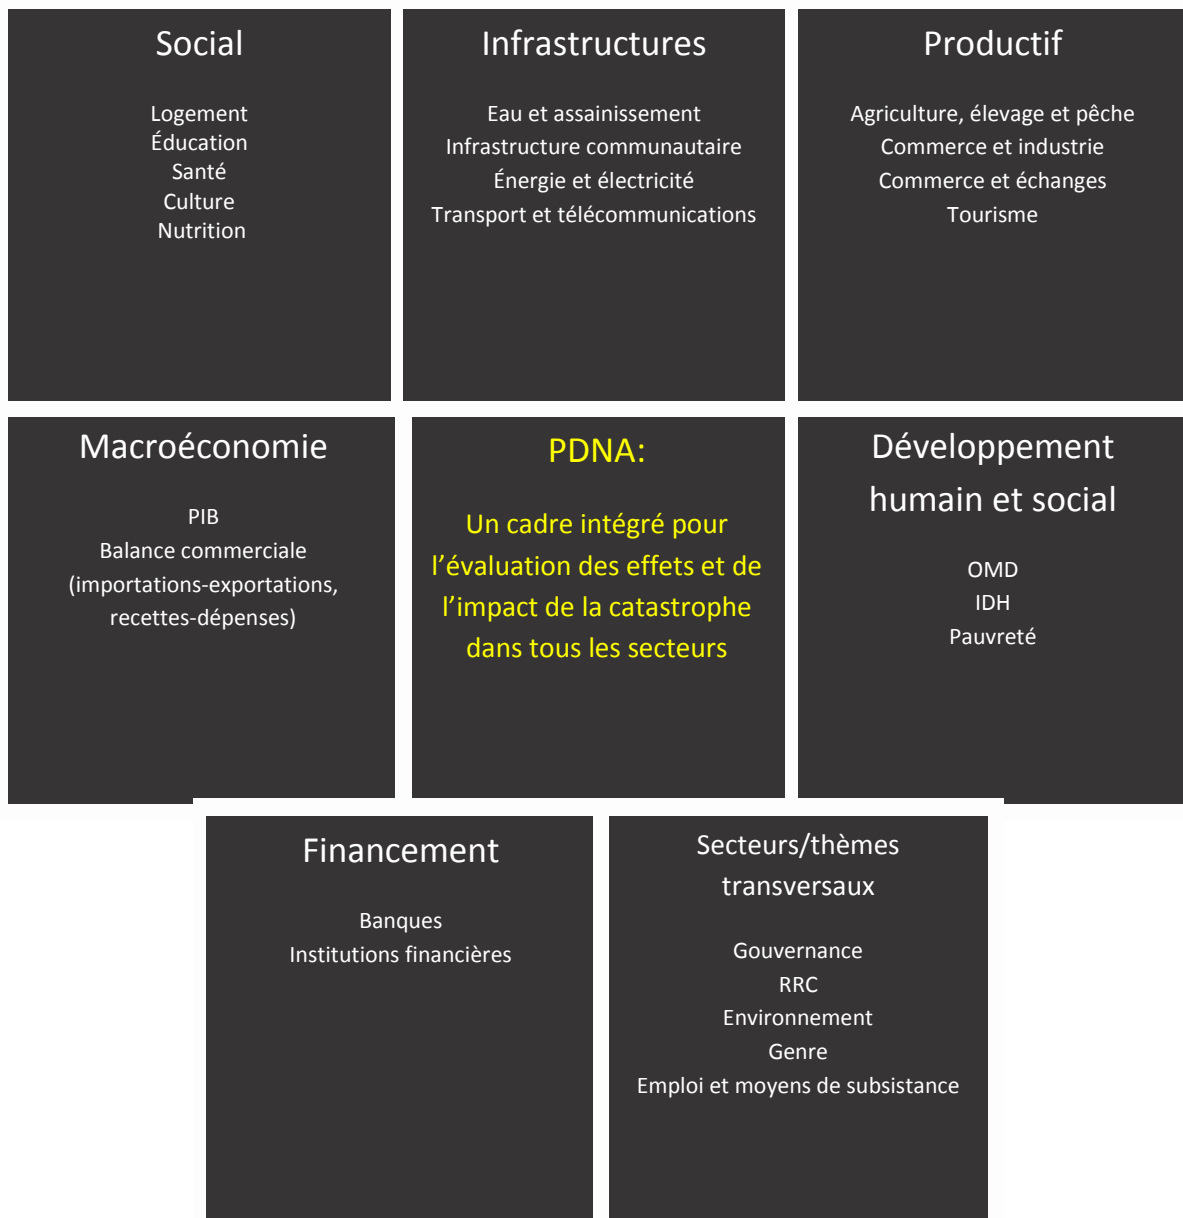 Social
Logement
Éducation
Santé
Culture
Nutrition
Infrastructures
Eau et assainissement
Infrastructure communautaire
Énergie et électricité
Transport et télécommunications
Productif
Agriculture, élevage et pêche
Commerce et industrie
Commerce et échanges
Tourisme
Macroéconomie
PIB
Balance commerciale
(importations-exportations,
recettes-dépenses)
PDNA:
Un cadre intégré pour
l’évaluation des effets et de
l’impact de la catastrophe
dans tous les secteurs
Développement
humain et social
OMD
IDH
Pauvreté
Financement
Banques
Institutions financières
Secteurs/thèmes
transversaux
Gouvernance
RRC
Environnement
Genre
Emploi et moyens de subsistance